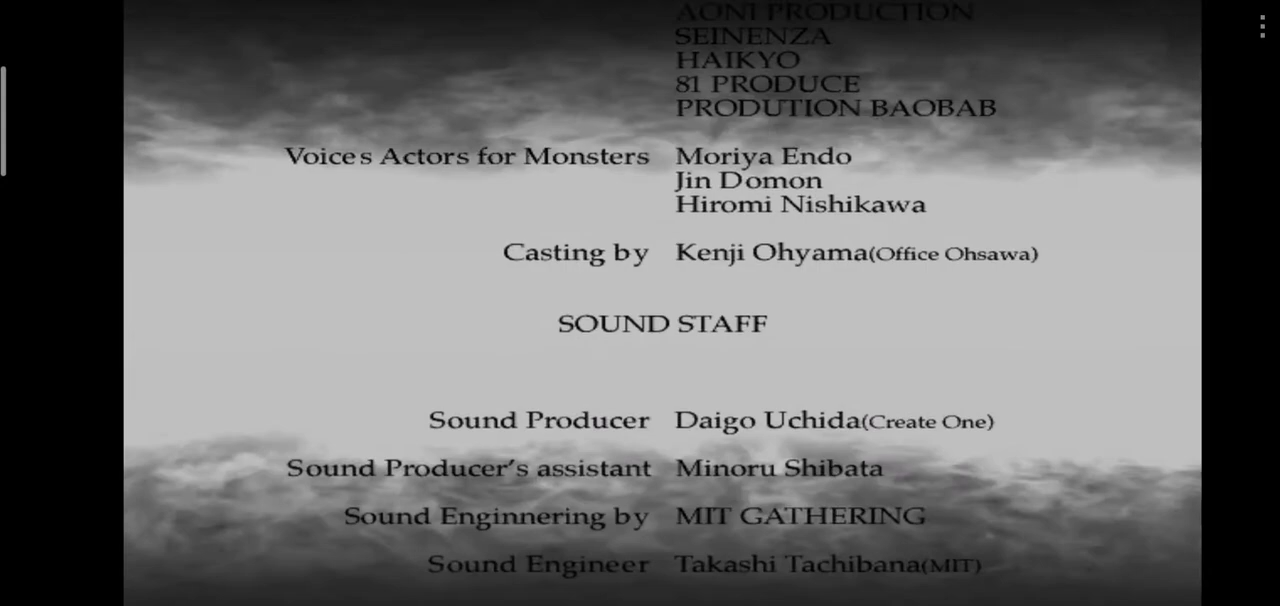 AONI PRODUCTION
SEINENZA
HAIKYO
81 PRODUCE
PRODUTION BAOBAB
Voices Actors for Monsters Moriya Endo
Jin Domon
Hiromi Nishikawa
Casting by Kenji Ohyama(Office Ohsawa)
SOUND STAFF
Sound Producer Daigo Uchida(Create One)
Sound Producer's assistant Minoru Shibata
Sound Enginnering by MIT GATHERING
Sound Engineer Takashi Tachibana(MIT)